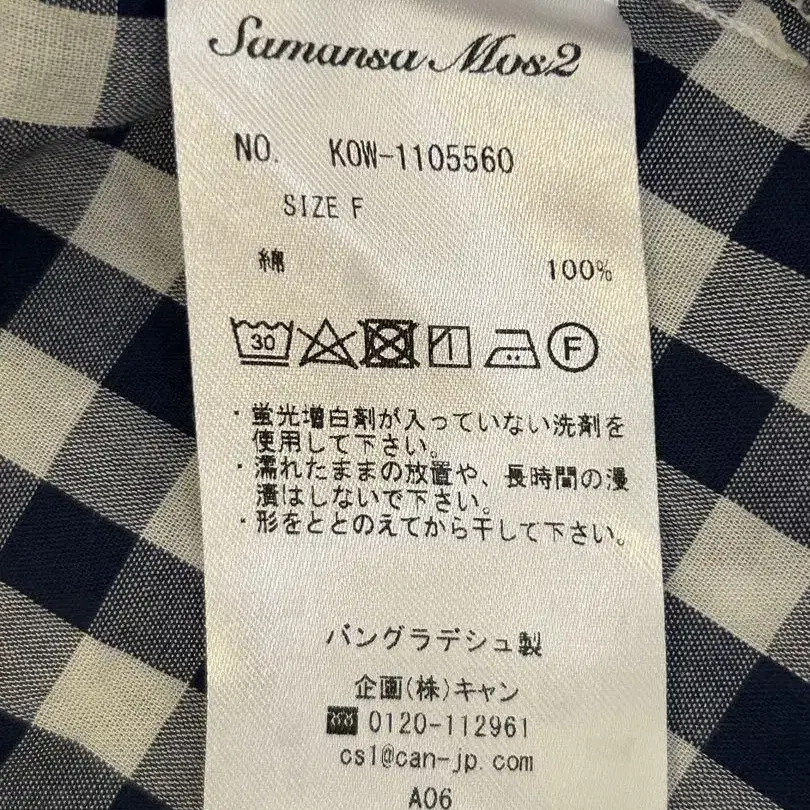 Samansa Mos2
NO. KOW-1105560
SIZE F
綿 100%
30
F
・蛍光増白剤が入っていない洗剤を
使用して下さい。
・濡れたままの放置や、長時間の浸
漬はしないで下さい。
・形をととのえてから干して下さい。
バングラデシュ製
企画(株)キャン
0120-112961
cs1@can-jp.com
A06